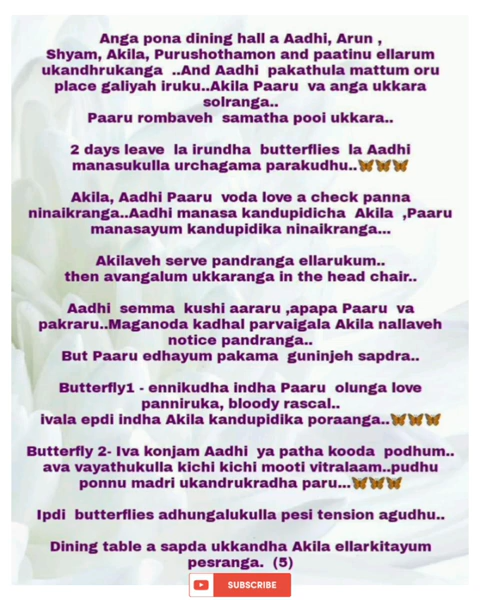 Anga pona dining hall a Aadhi, Arun ,
Shyam, Akila, Purushothamon and paatinu ellarum
ukandhrukanga ..And Aadhi pakathula mattum oru
place galiyah iruku..Akila Paaru va anga ukkara
solranga..
Paaru rombaveh samatha pooi ukkara..
2 days leave la irundha butterflies la Aadhi
manasukulla urchagama parakudhu..🦋🦋🦋
Akila, Aadhi Paaru voda love a check panna
ninaikranga..Aadhi manasa kandupidicha Akila ,Paaru
manasayum kandupidika ninaikranga...
Akilaveh serve pandranga ellarukum..
then avangalum ukkaranga in the head chair..
Aadhi semma kushi aararu ,apapa Paaru va
pakraru..Maganoda kadhal parvaigala Akila nallaveh
notice pandranga..
But Paaru edhayum pakama guninjeh sapdra..
Butterfly1 - ennikudha indha Paaru olunga love
panniruka, bloody rascal..
ivala epdi indha Akila kandupidika poraanga..🦋🦋🦋
Butterfly 2- Iva konjam Aadhi ya patha kooda podhum..
ava vayathukulla kichi kichi mooti vitralaam..pudhu
ponnu madri ukandrukradha paru...🦋🦋🦋
Ipdi butterflies adhungalukulla pesi tension agudhu..
Dining table a sapda ukkandha Akila ellarkitayum
pesranga. (5)
SUBSCRIBE